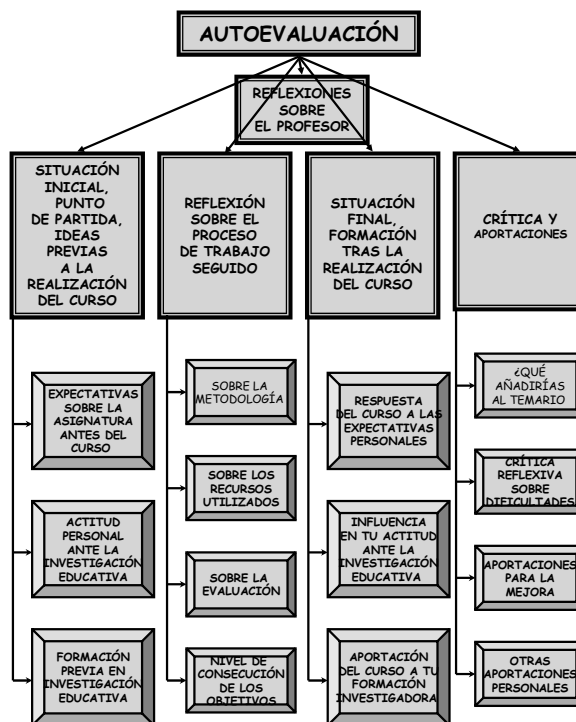 AUTOEVALUACIÓN
REFLEXIONES
SOBRE
EL PROFESOR
SITUACIÓN
INICIAL,
PUNTO
DE PARTIDA,
IDEAS
PREVIAS
A LA
REALIZACIÓN
DEL CURSO
EXPECTATIVAS
SOBRE LA
ASIGNATURA
ANTES DEL
CURSO
ACTITUD
PERSONAL
ANTE LA
INVESTIGACIÓN
EDUCATIVA
FORMACIÓN
PREVIA EN
INVESTIGACIÓN
EDUCATIVA
REFLEXIÓN
SOBRE EL
PROCESO
DE TRABAJO
SEGUIDO
SOBRE LA
METODOLOGÍA
SOBRE LOS
RECURSOS
UTILIZADOS
SOBRE LA
EVALUACIÓN
NIVEL DE
CONSECUCIÓN
DE LOS
OBJETIVOS
SITUACIÓN
FINAL,
FORMACIÓN
TRAS LA
REALIZACIÓN
DEL CURSO
RESPUESTA
DEL CURSO A LAS
EXPECTATIVAS
PERSONALES
INFLUENCIA
EN TU ACTITUD
ANTE LA
INVESTIGACIÓN
EDUCATIVA
APORTACIÓN
DEL CURSO A TU
FORMACIÓN
INVESTIGADORA
CRÍTICA Y
APORTACIONES
¿QUÉ
AÑADIRÍAS
AL TEMARIO
CRÍTICA
REFLEXIVA
SOBRE
DIFICULTADES
APORTACIONES
PARA LA
MEJORA
OTRAS
APORTACIONES
PERSONALES